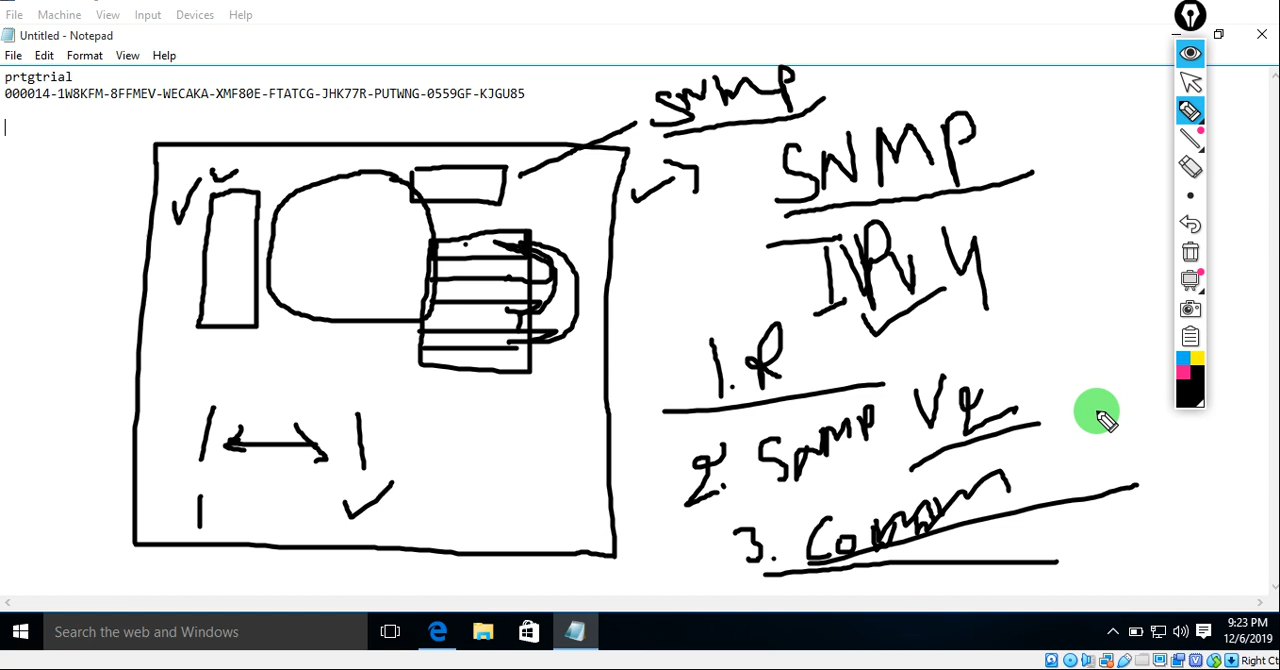 File Machine View Input Devices Help
Untitled - Notepad
File Edit Format View Help
prtgtrial
000014-1W8KFM-8FFMEV-WECAKA-XMF80E-FTATCG-JHK77R-PUTWNG-0559GF-KJGU85
SNMP
SNMP
1. R
2. SNMP V2
3. Comm
Search the web and Windows
9:23 PM
12/6/2019
Right Ct